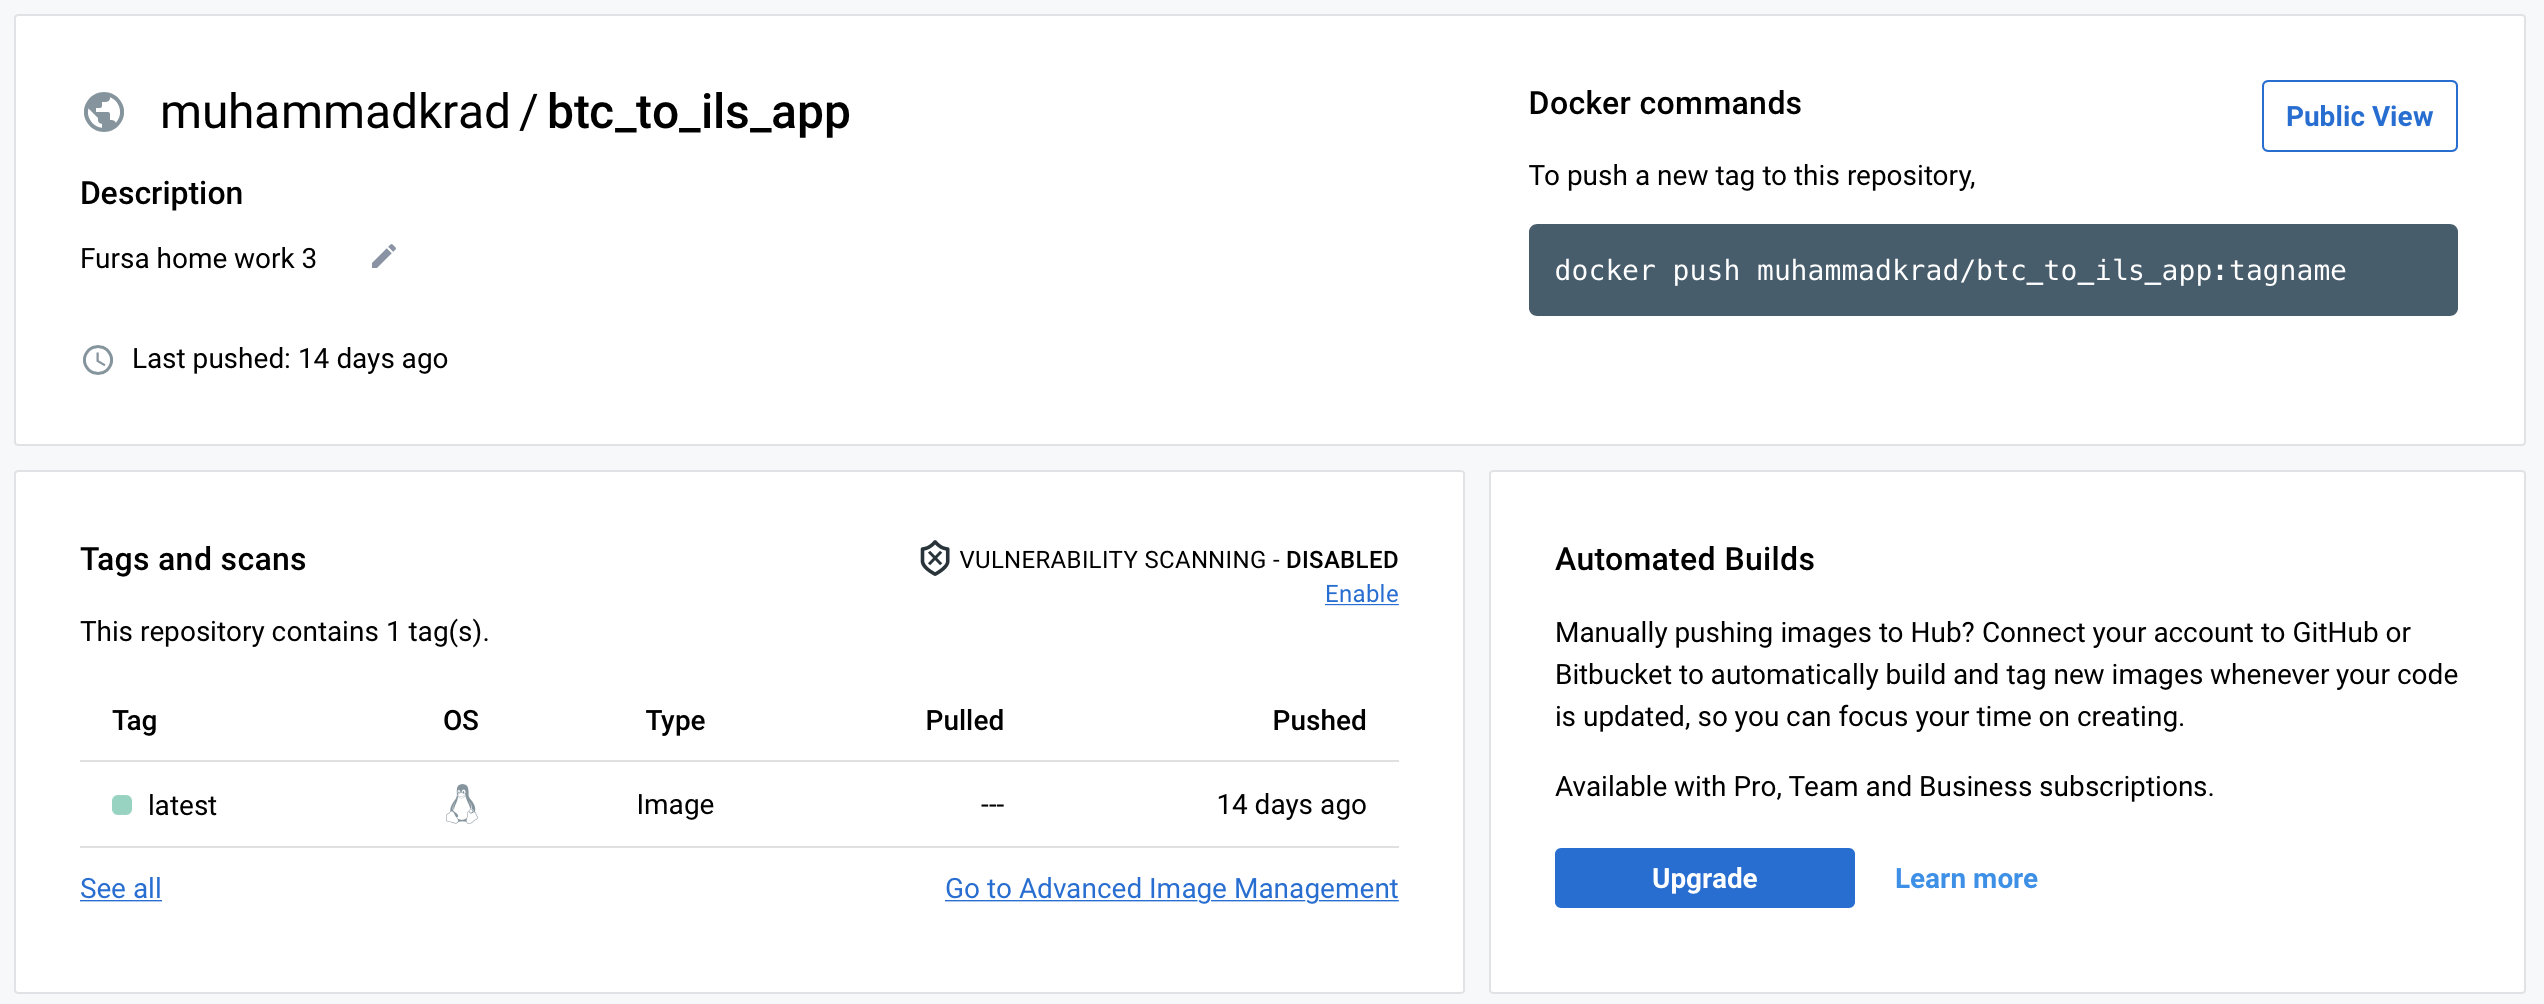 muhammadkrad / btc_to_ils_app
Description
Fursa home work 3
Last pushed: 14 days ago
Docker commands
Public View
To push a new tag to this repository,
docker push muhammadkrad/btc_to_ils_app:tagname
Tags and scans
VULNERABILITY SCANNING - DISABLED
Enable
This repository contains 1 tag(s).
Tag OS Type Pulled Pushed
latest Image --- 14 days ago
See all Go to Advanced Image Management
Automated Builds
Manually pushing images to Hub? Connect your account to GitHub or
Bitbucket to automatically build and tag new images whenever your code
is updated, so you can focus your time on creating.
Available with Pro, Team and Business subscriptions.
Upgrade Learn more